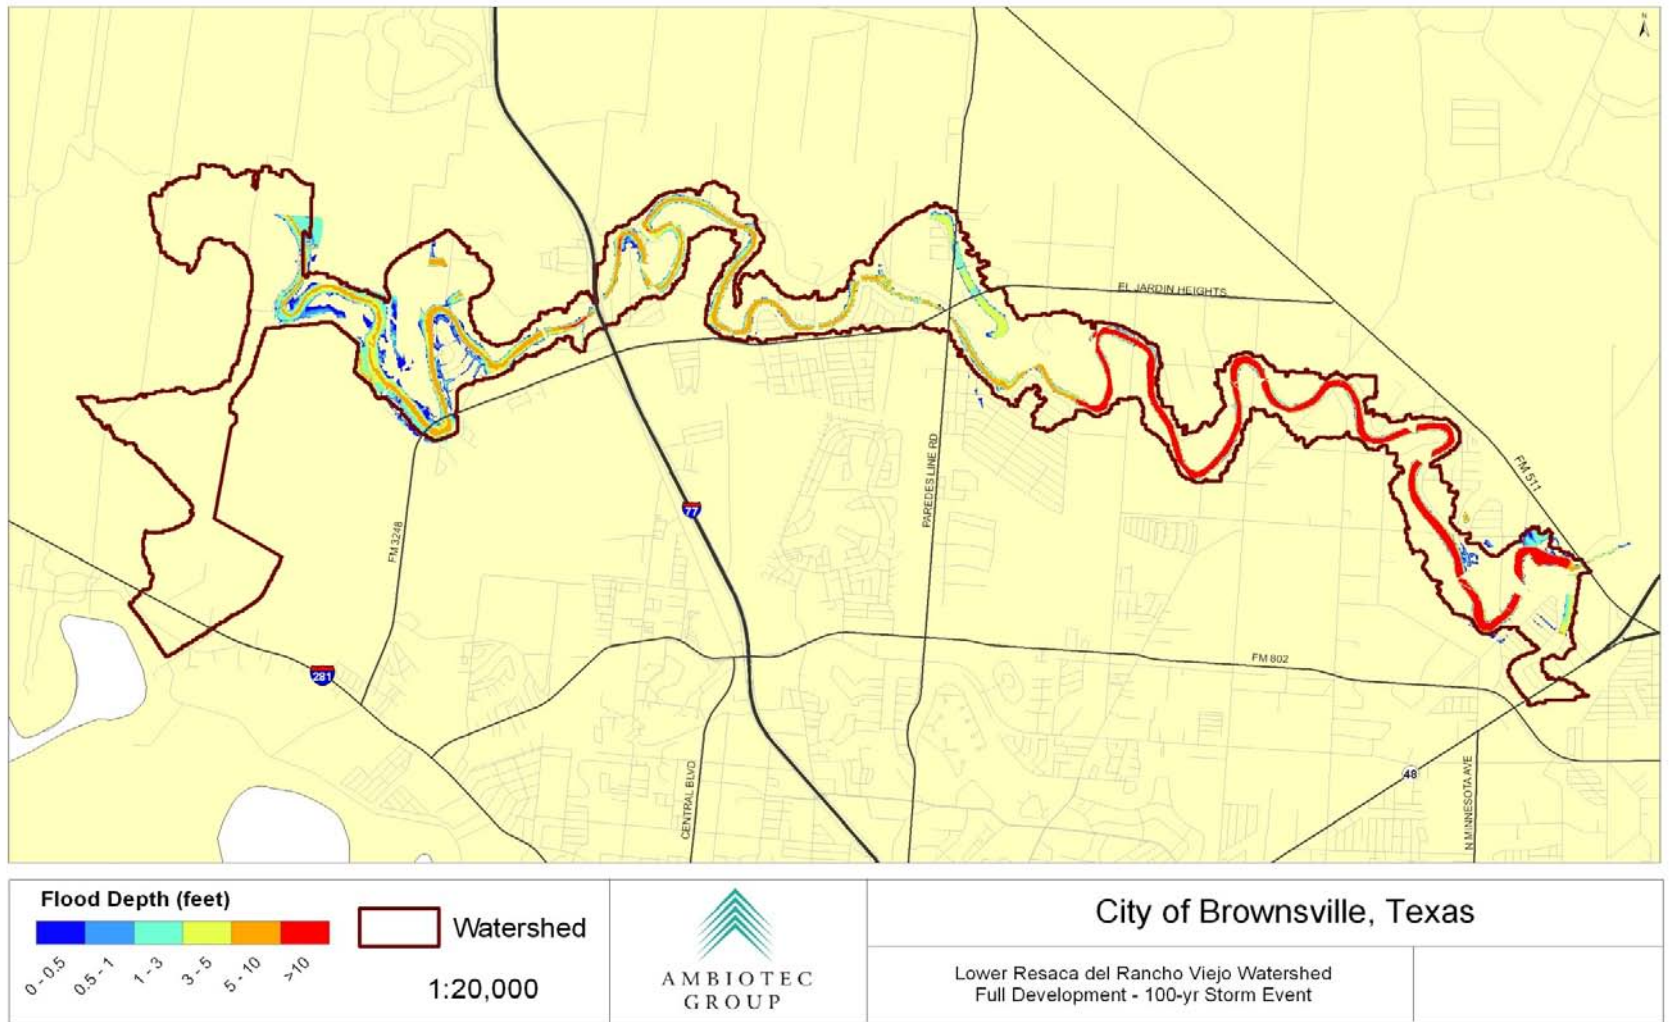 N
EL JARDIN HEIGHTS
FM 511
PAREDES LINE RD
77
FM 3248
FM 802
281
48
CENTRAL BLVD
N MINNESOTA AVE
Flood Depth (feet)
0 - 0.5
0.5 - 1
1 - 3
3 - 5
5 - 10
>10
Watershed
1:20,000
AMBIOTEC
GROUP
City of Brownsville, Texas
Lower Resaca del Rancho Viejo Watershed
Full Development - 100-yr Storm Event